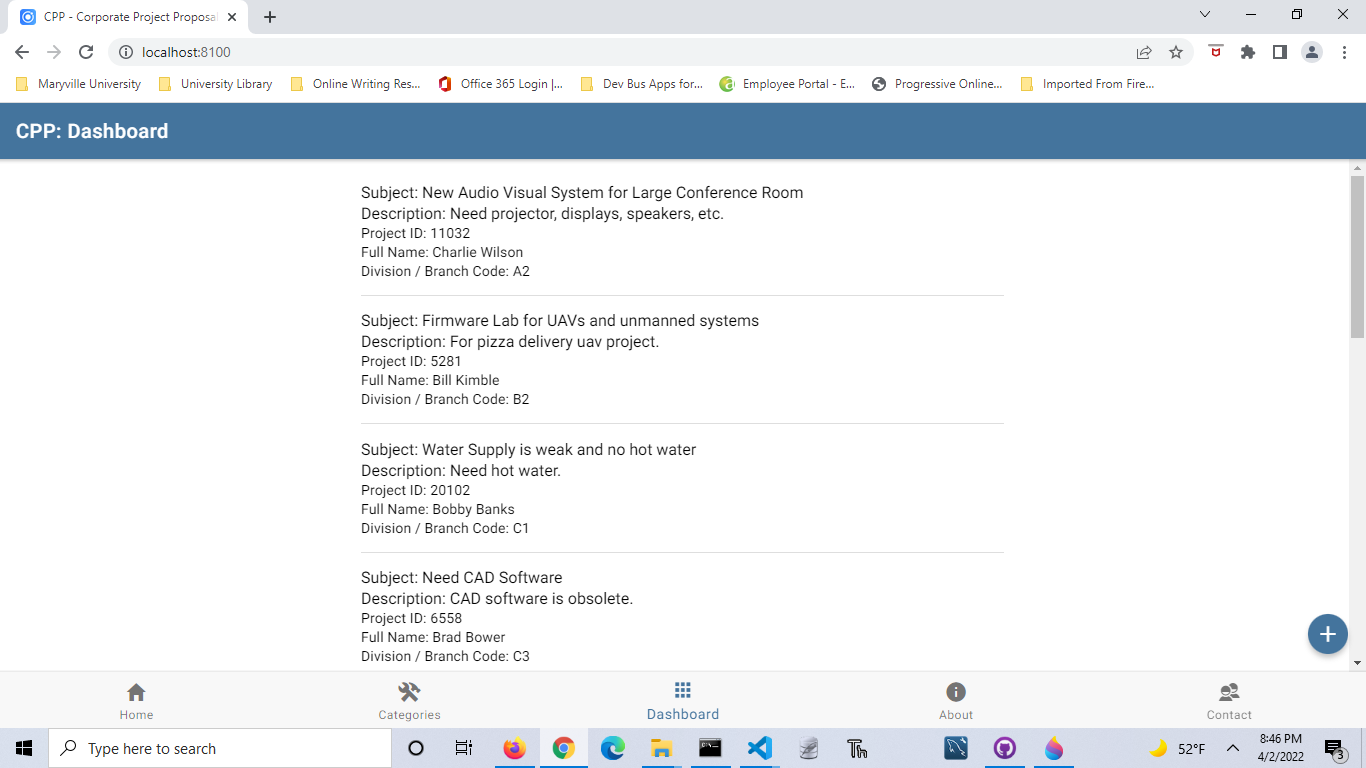 CPP - Corporate Project Proposa
localhost:8100
Maryville University
University Library
Online Writing Res...
Office 365 Login |...
Dev Bus Apps for...
Employee Portal - E...
Progressive Online...
Imported From Fire...
CPP: Dashboard
Subject: New Audio Visual System for Large Conference Room
Description: Need projector, displays, speakers, etc.
Project ID: 11032
Full Name: Charlie Wilson
Division / Branch Code: A2
Subject: Firmware Lab for UAVs and unmanned systems
Description: For pizza delivery uav project.
Project ID: 5281
Full Name: Bill Kimble
Division / Branch Code: B2
Subject: Water Supply is weak and no hot water
Description: Need hot water.
Project ID: 20102
Full Name: Bobby Banks
Division / Branch Code: C1
Subject: Need CAD Software
Description: CAD software is obsolete.
Project ID: 6558
Full Name: Brad Bower
Division / Branch Code: C3
Home
Categories
Dashboard
About
Contact
Type here to search
52°F
8:46 PM
4/2/2022
3